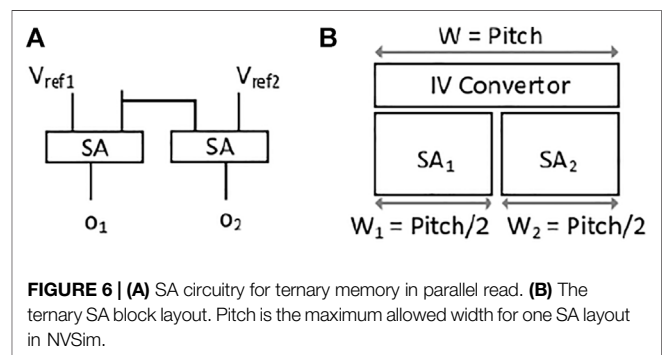 A
V_ref1
V_ref2
SA
SA
o_1
o_2
B
W = Pitch
IV Convertor
SA_1
SA_2
W_1 = Pitch/2
W_2 = Pitch/2
FIGURE 6 | (A) SA circuitry for ternary memory in parallel read. (B) The
ternary SA block layout. Pitch is the maximum allowed width for one SA layout
in NVSim.